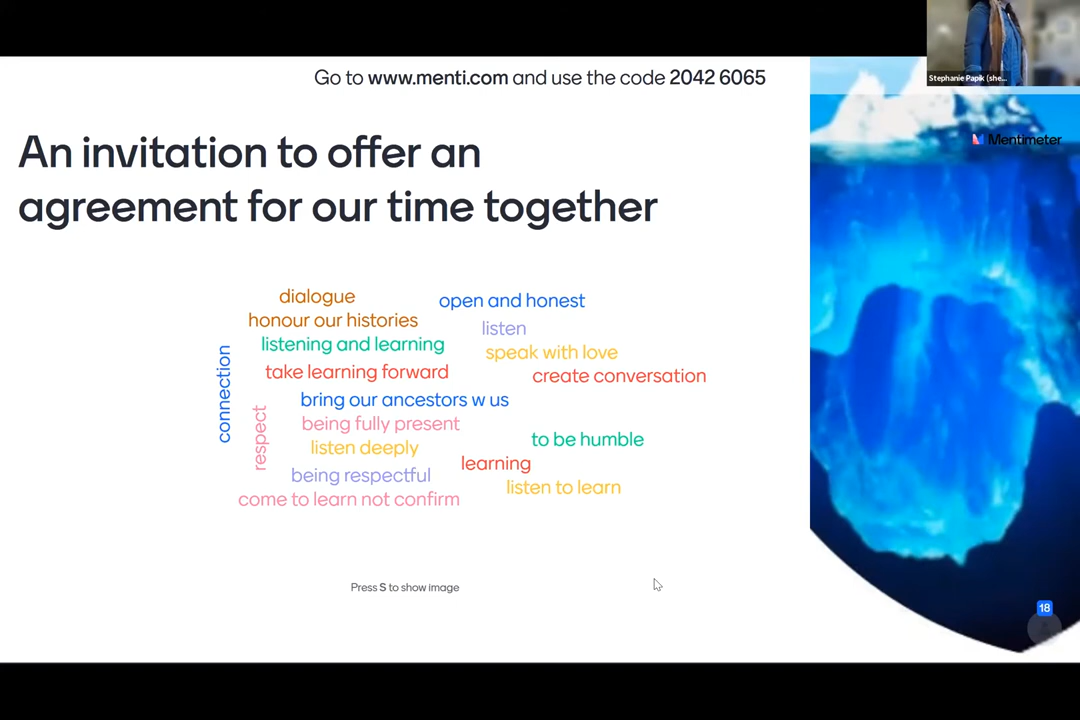 Go to www.menti.com and use the code 2042 6065
Stephanie Papik (she...
Mentimeter
An invitation to offer an
agreement for our time together
dialogue
open and honest
honour our histories
listen
listening and learning
speak with love
take learning forward
create conversation
connection
bring our ancestors w us
respect
being fully present
to be humble
listen deeply
learning
being respectful
listen to learn
come to learn not confirm
Press S to show image
18